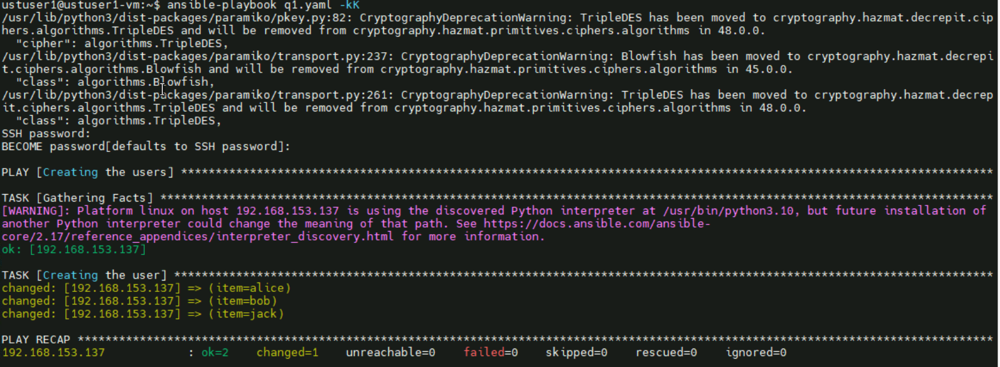 ustuser1@ustuser1-vm:~$ ansible-playbook q1.yaml -kK
/usr/lib/python3/dist-packages/paramiko/pkey.py:82: CryptographyDeprecationWarning: TripleDES has been moved to cryptography.hazmat.decrepit.cip
hers.algorithms.TripleDES and will be removed from cryptography.hazmat.primitives.ciphers.algorithms in 48.0.0.
  "cipher": algorithms.TripleDES,
/usr/lib/python3/dist-packages/paramiko/transport.py:237: CryptographyDeprecationWarning: Blowfish has been moved to cryptography.hazmat.decrepi
t.ciphers.algorithms.Blowfish and will be removed from cryptography.hazmat.primitives.ciphers.algorithms in 45.0.0.
  "class": algorithms.Blowfish,
/usr/lib/python3/dist-packages/paramiko/transport.py:261: CryptographyDeprecationWarning: TripleDES has been moved to cryptography.hazmat.decrep
it.ciphers.algorithms.TripleDES and will be removed from cryptography.hazmat.primitives.ciphers.algorithms in 48.0.0.
  "class": algorithms.TripleDES,
SSH password:
BECOME password[defaults to SSH password]:
PLAY [Creating the users] **********************************************************************************************************************
TASK [Gathering Facts] *************************************************************************************************************************
[WARNING]: Platform linux on host 192.168.153.137 is using the discovered Python interpreter at /usr/bin/python3.10, but future installation of
another Python interpreter could change the meaning of that path. See https://docs.ansible.com/ansible-
core/2.17/reference_appendices/interpreter_discovery.html for more information.
ok: [192.168.153.137]
TASK [Creating the user] ***********************************************************************************************************************
changed: [192.168.153.137] => (item=alice)
changed: [192.168.153.137] => (item=bob)
changed: [192.168.153.137] => (item=jack)
PLAY RECAP *************************************************************************************************************************************
192.168.153.137            : ok=2    changed=1    unreachable=0    failed=0    skipped=0    rescued=0    ignored=0